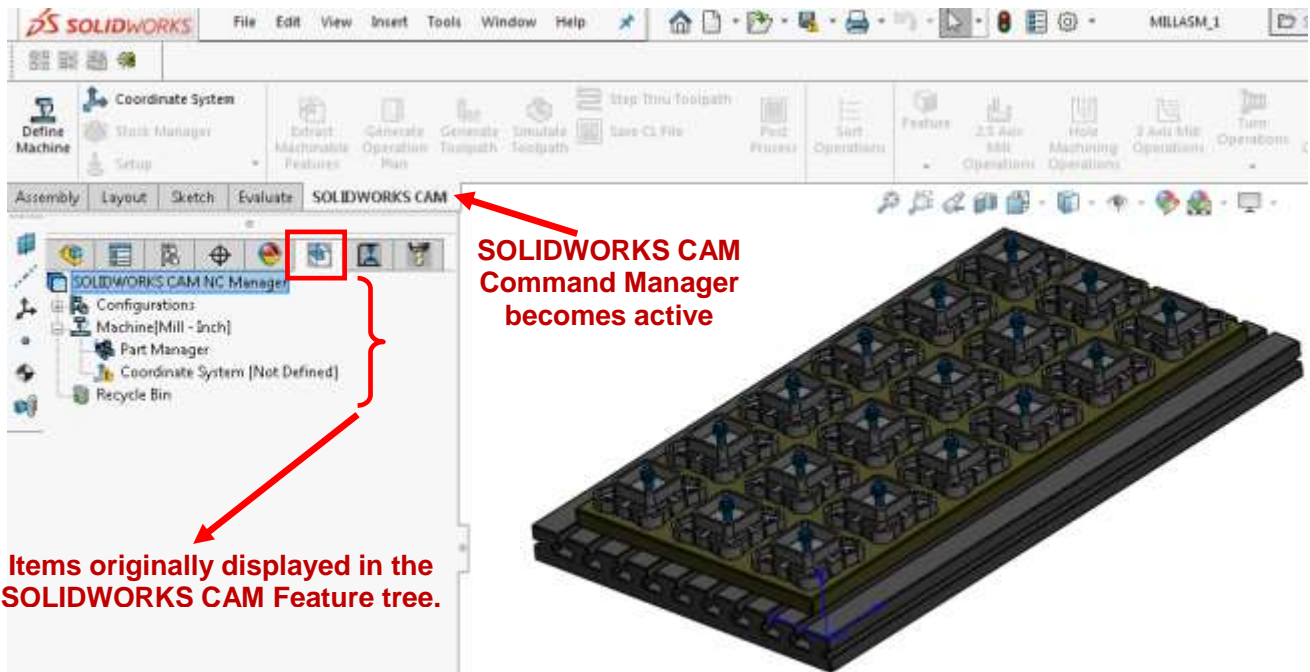 SOLIDWORKS File Edit View Insert Tools Window Help MILLASM_1
Define Machine
Coordinate System
Stock Manager
Setup
Extract Machinable Features
Generate Operation Plan
Generate Toolpath
Simulate Toolpath
Step Thru Toolpath
Save CL File
Post Process
Sort Operations
Feature
2.5 Axis Mill Operations
Hole Machining Operations
3 Axis Mill Operations
Turn Operations
Assembly Layout Sketch Evaluate SOLIDWORKS CAM
SOLIDWORKS CAM
Command Manager
becomes active
SOLIDWORKS CAM NC Manager
Configurations
Machine[Mill - Inch]
Part Manager
Coordinate System [Not Defined]
Recycle Bin
Items originally displayed in the
SOLIDWORKS CAM Feature tree.